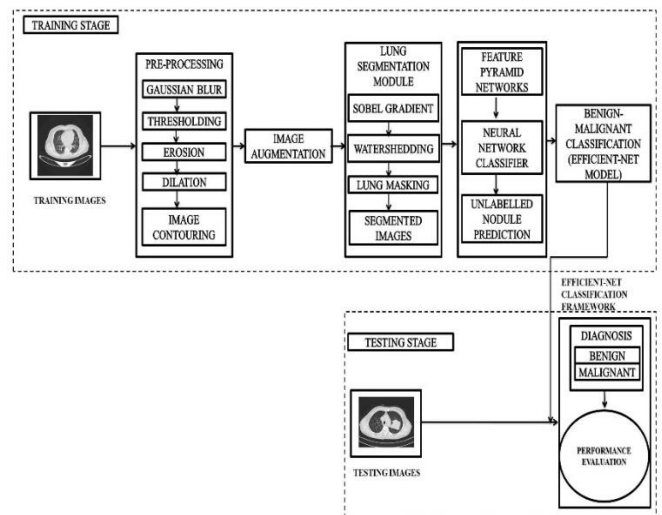 TRAINING STAGE
TRAINING IMAGES
PRE-PROCESSING
GAUSSIAN BLUR
THRESHOLDING
EROSION
DILATION
IMAGE
CONTOURING
IMAGE
AUGMENTATION
LUNG
SEGMENTATION
MODULE
SOBEL GRADIENT
WATERSHEDDING
LUNG MASKING
SEGMENTED
IMAGES
FEATURE
PYRAMID
NETWORKS
NEURAL
NETWORK
CLASSIFIER
UNLABELLED
NODULE
PREDICTION
BENIGN-
MALIGNANT
CLASSIFICATION
(EFFICIENT-NET
MODEL)
EFFICIENT-NET
CLASSIFICATION
FRAMEWORK
TESTING STAGE
TESTING IMAGES
DIAGNOSIS
BENIGN
MALIGNANT
PERFORMANCE
EVALUATION